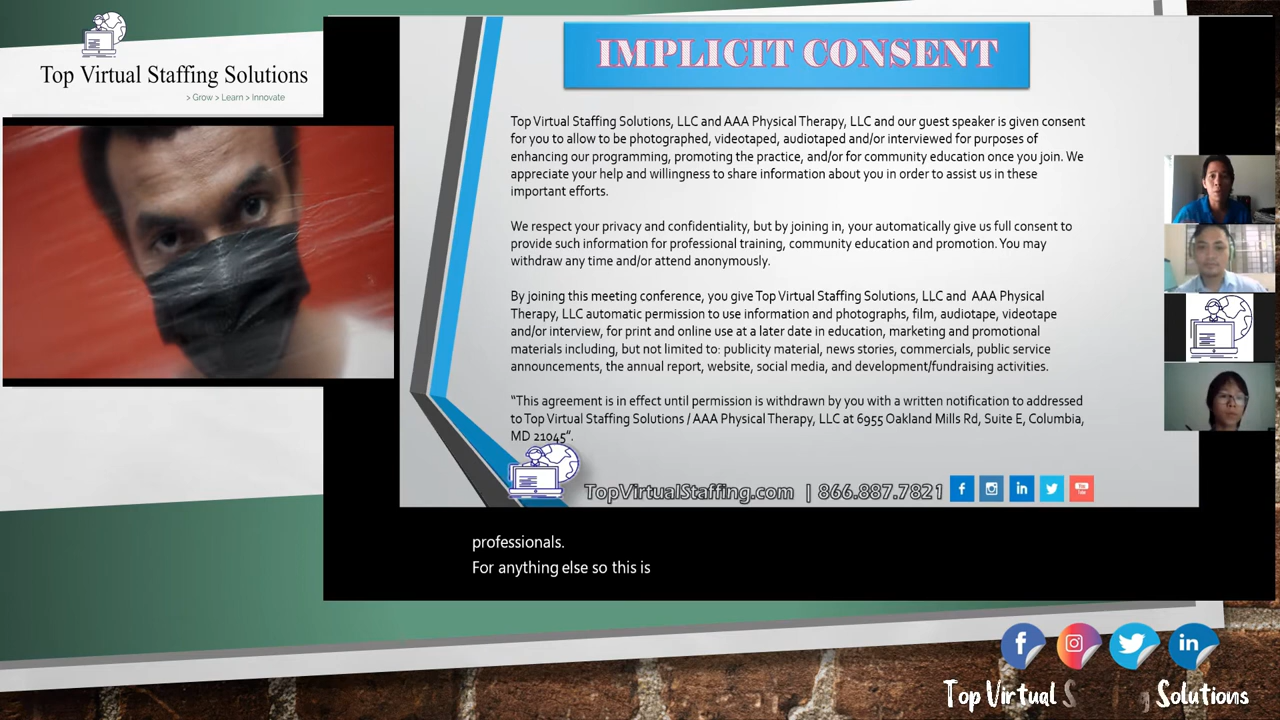 Top Virtual Staffing Solutions
> Grow > Learn > Innovate
IMPLICIT CONSENT
Top Virtual Staffing Solutions, LLC and AAA Physical Therapy, LLC and our guest speaker is given consent
for you to allow to be photographed, videotaped, audiotaped and/or interviewed for purposes of
enhancing our programming, promoting the practice, and/or for community education once you join. We
appreciate your help and willingness to share information about you in order to assist us in these
important efforts.
We respect your privacy and confidentiality, but by joining in, your automatically give us full consent to
provide such information for professional training, community education and promotion. You may
withdraw any time and/or attend anonymously.
By joining this meeting conference, you give Top Virtual Staffing Solutions, LLC and AAA Physical
Therapy, LLC automatic permission to use information and photographs, film, audiotape, videotape
and/or interview, for print and online use at a later date in education, marketing and promotional
materials including, but not limited to: publicity material, news stories, commercials, public service
announcements, the annual report, website, social media, and development/fundraising activities.
“This agreement is in effect until permission is withdrawn by you with a written notification to addressed
to Top Virtual Staffing Solutions / AAA Physical Therapy, LLC at 6955 Oakland Mills Rd, Suite E, Columbia,
MD 21045”.
TopVirtualStaffing.com | 866.887.7821
professionals.
For anything else so this is
Top Virtual S g Solutions